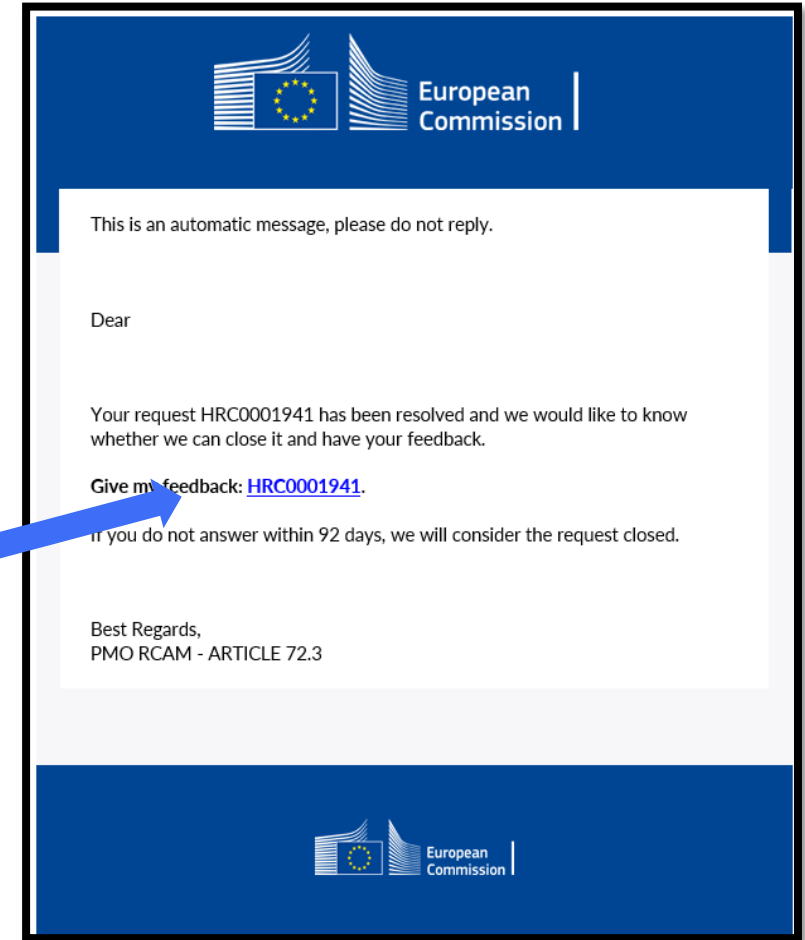 European
Commission
This is an automatic message, please do not reply.
Dear
Your request HRC0001941 has been resolved and we would like to know
whether we can close it and have your feedback.
Give my feedback: HRC0001941.
If you do not answer within 92 days, we will consider the request closed.
Best Regards,
PMO RCAM - ARTICLE 72.3
European
Commission